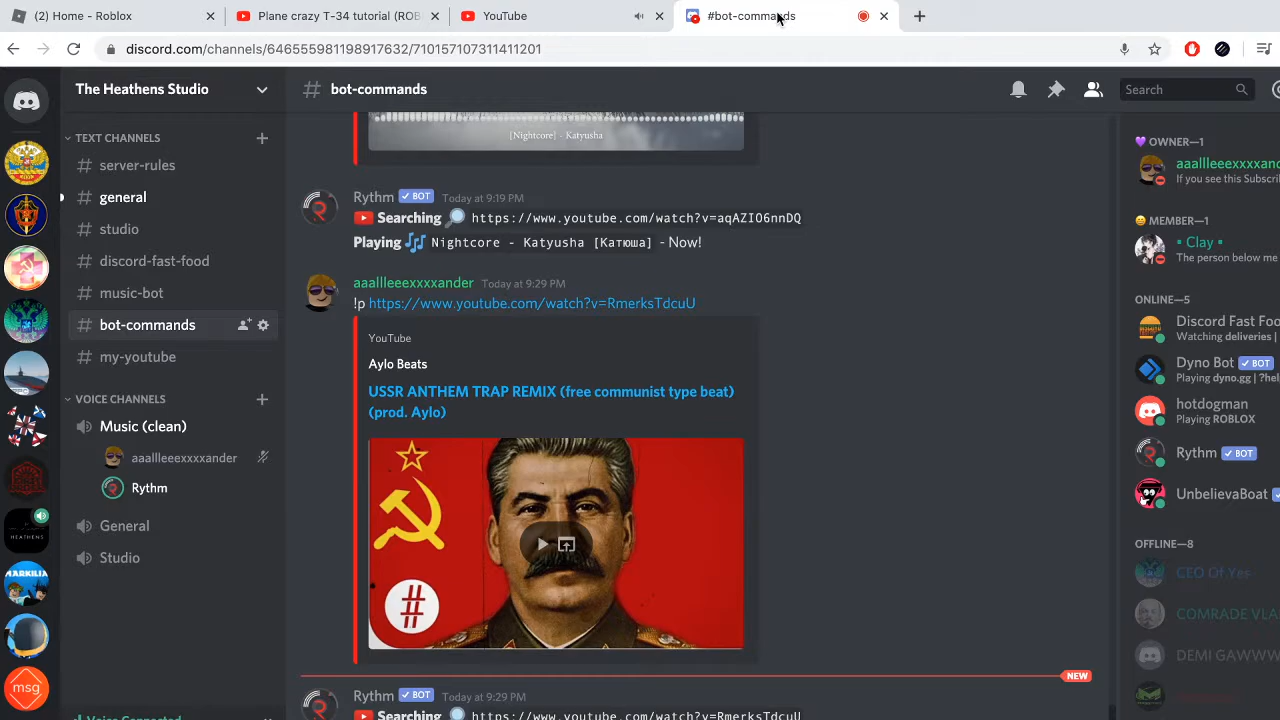 Home - Roblox
Plane crazy T-34 tutorial (ROB
YouTube
#bot-commands
discord.com/channels/646555981198917632/710157107311411201
The Heathens Studio
# bot-commands
Search
TEXT CHANNELS
# server-rules
# general
# studio
# discord-fast-food
# music-bot
# bot-commands
# my-youtube
VOICE CHANNELS
Music (clean)
aaallleeexxxxander
Rythm
General
Studio
HEATHENS
MARKILIA
msg
[Nightcore] - Katyusha
Rythm ✓ BOT Today at 9:19 PM
Searching https://www.youtube.com/watch?v=aqAZIO6nnDQ
Playing Nightcore - Katyusha [Катюша] - Now!
aaallleeexxxxander Today at 9:29 PM
!p https://www.youtube.com/watch?v=RmerksTdcuU
YouTube
Aylo Beats
USSR ANTHEM TRAP REMIX (free communist type beat)
(prod. Aylo)
#
NEW
Rythm ✓ BOT Today at 9:29 PM
Searching https://www.youtube.com/watch?v=RmerksTdcuU
OWNER—1
aaallleeexxxxand
If you see this Subscri
MEMBER—1
▪ Clay ▪
The person below me
ONLINE—5
Discord Fast Foo
Watching deliveries |
Dyno Bot ✓ BOT
Playing dyno.gg | ?hel
hotdogman
Playing ROBLOX
Rythm ✓ BOT
UnbelievaBoat
OFFLINE—8
CEO Of Yes
COMRADE VLA
DEMI GAWWW